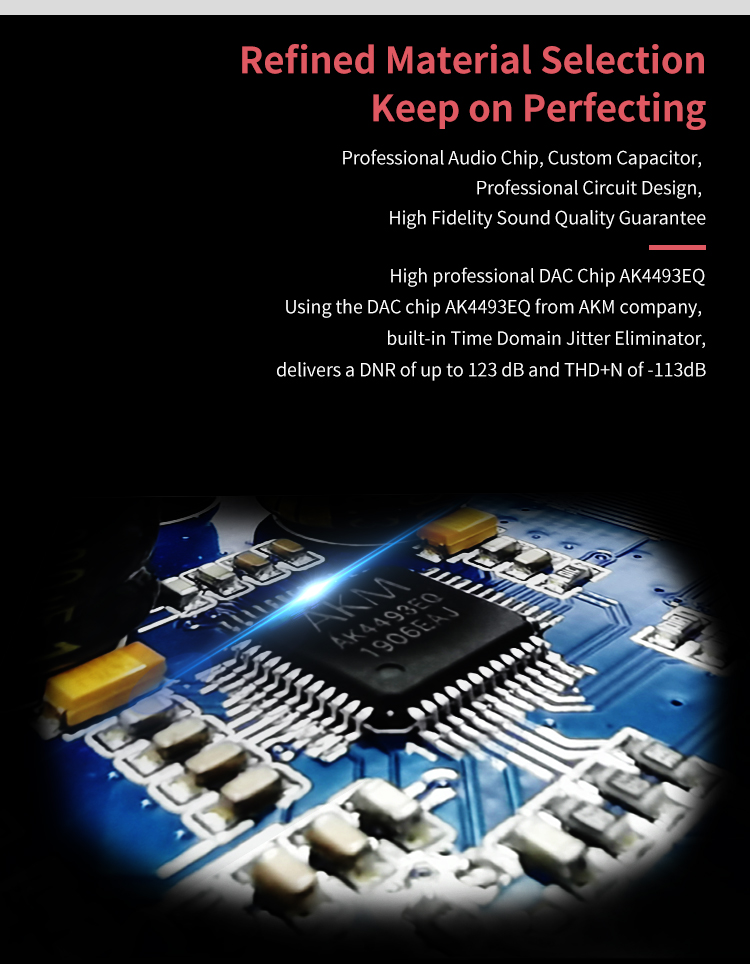 Refined Material Selection
Keep on Perfecting
Professional Audio Chip, Custom Capacitor,
Professional Circuit Design,
High Fidelity Sound Quality Guarantee
High professional DAC Chip AK4493EQ
Using the DAC chip AK4493EQ from AKM company,
built-in Time Domain Jitter Eliminator,
delivers a DNR of up to 123 dB and THD+N of -113dB
AKM
AK4493EQ
1906EAJ